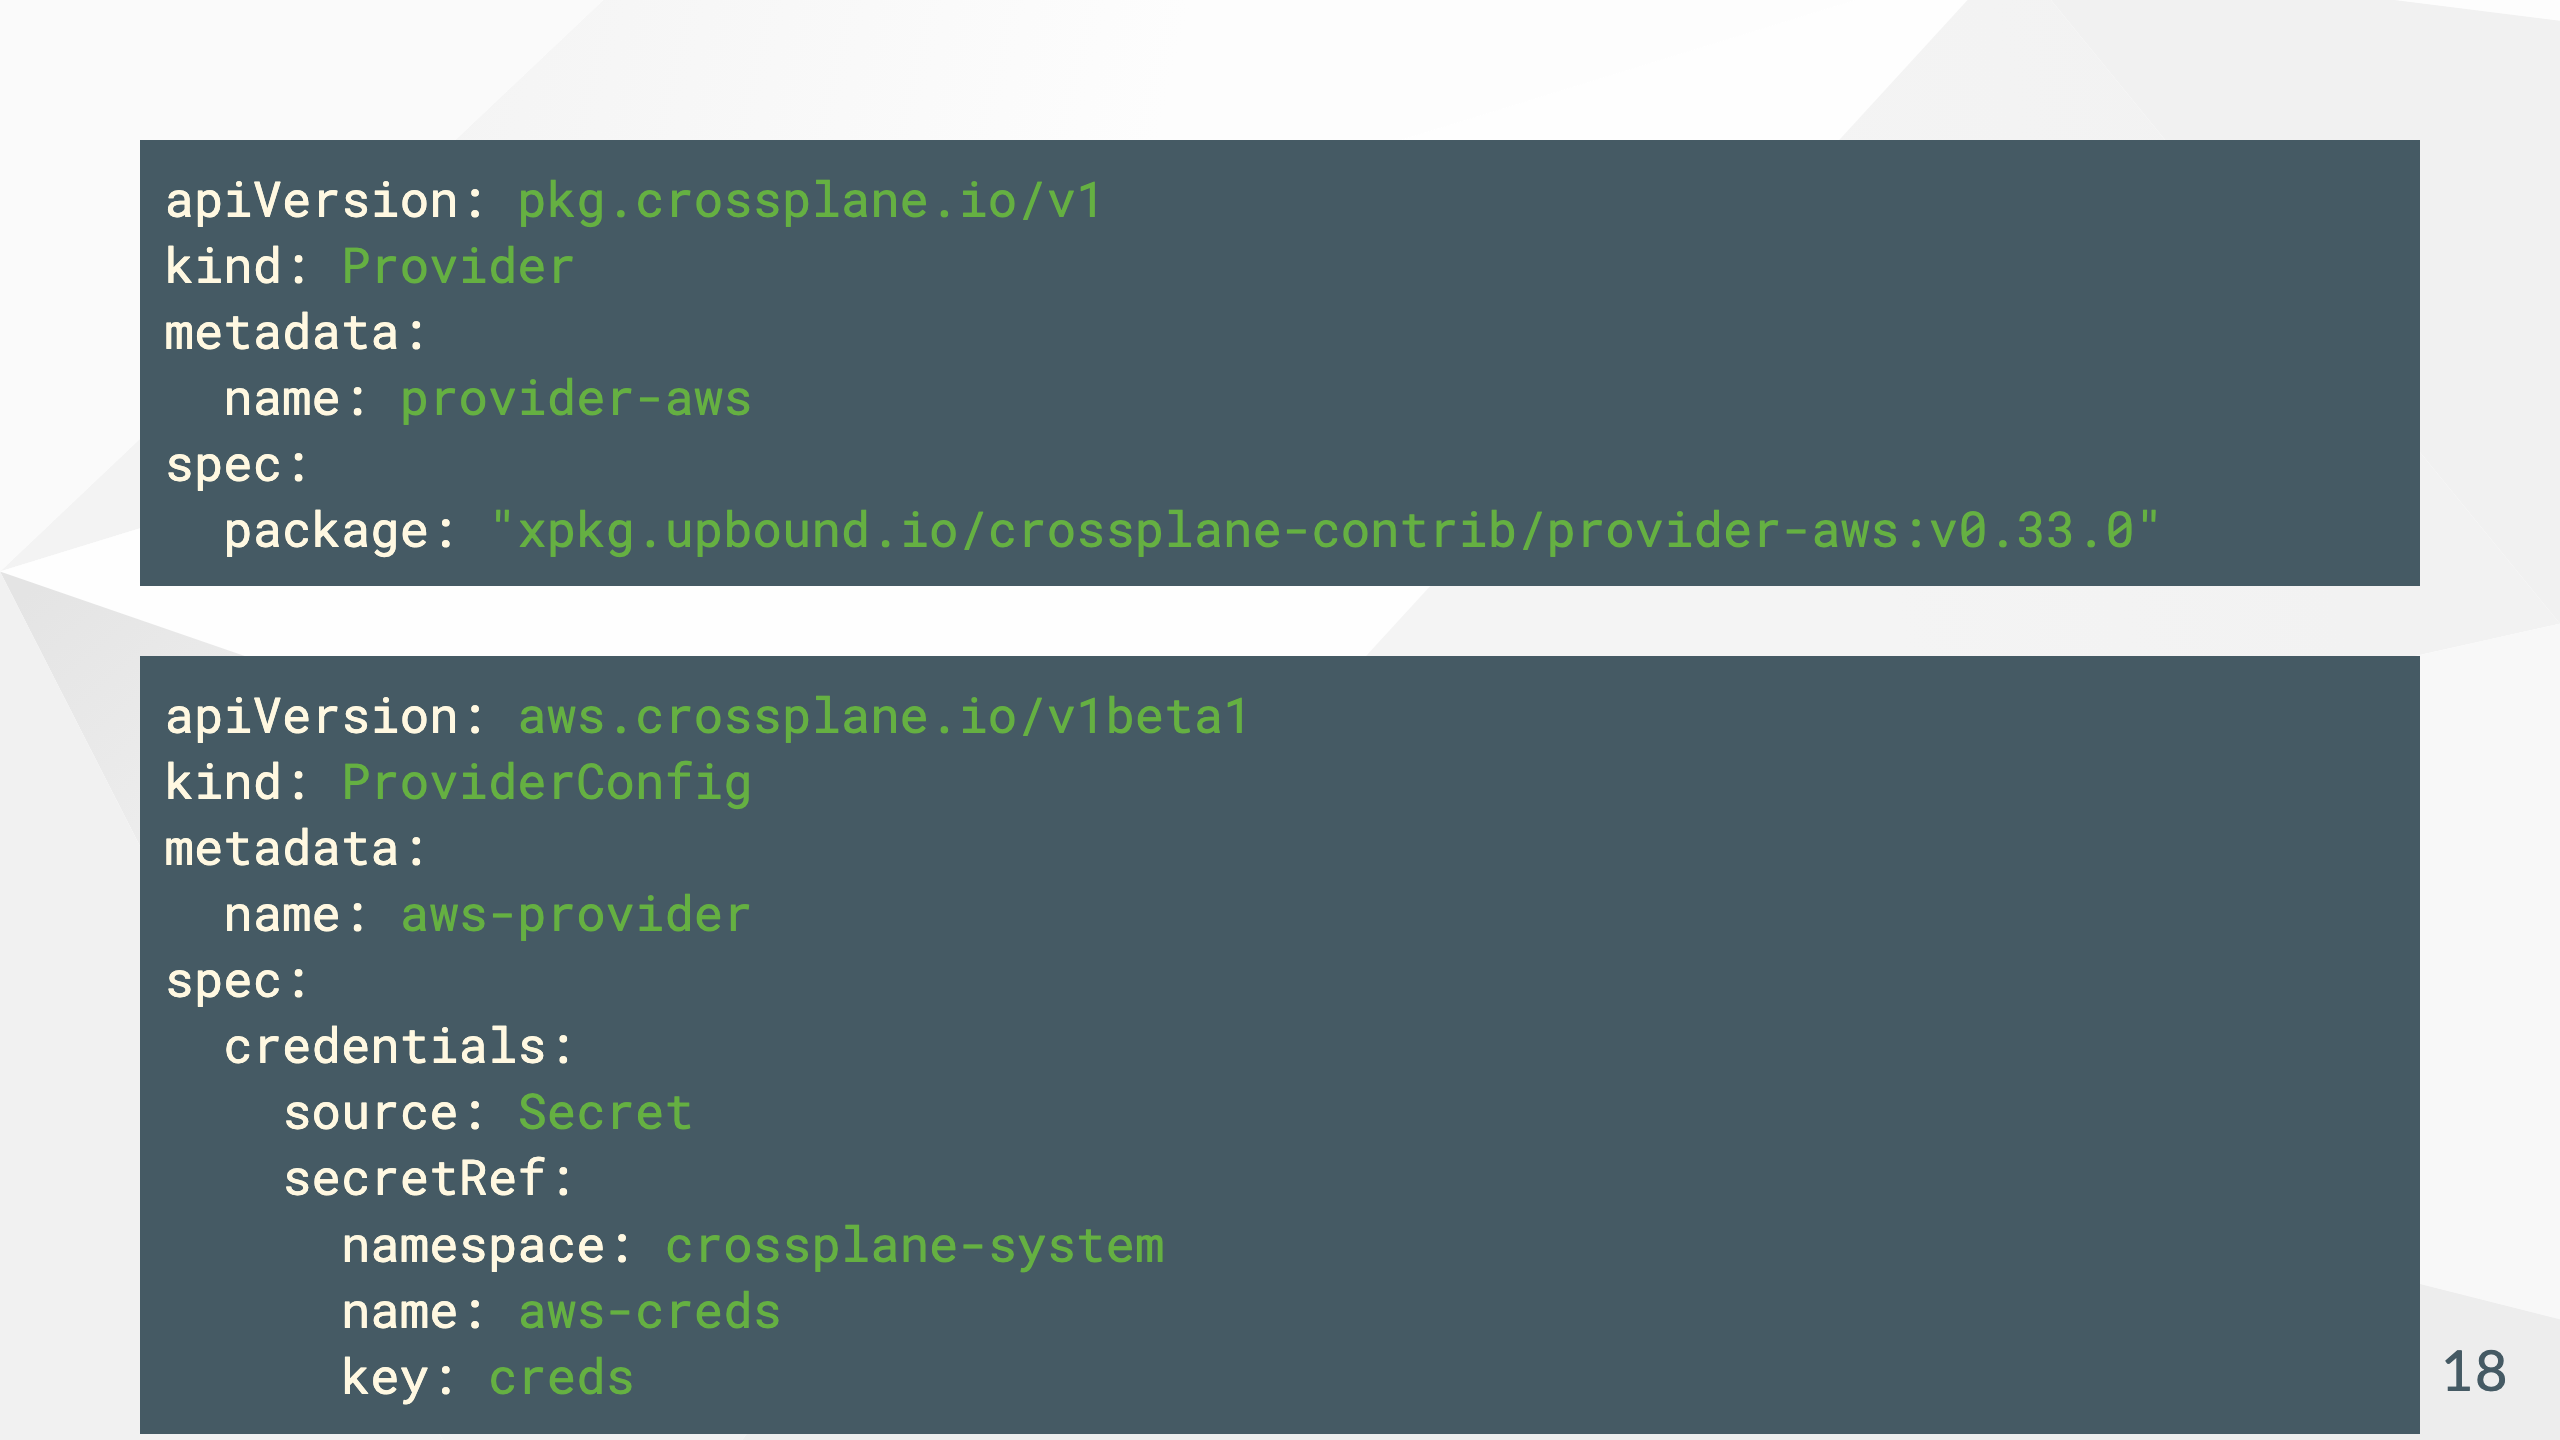 apiVersion: pkg.crossplane.io/v1
kind: Provider
metadata:
  name: provider-aws
spec:
  package: "xpkg.upbound.io/crossplane-contrib/provider-aws:v0.33.0"
apiVersion: aws.crossplane.io/v1beta1
kind: ProviderConfig
metadata:
  name: aws-provider
spec:
  credentials:
    source: Secret
    secretRef:
      namespace: crossplane-system
      name: aws-creds
      key: creds
18